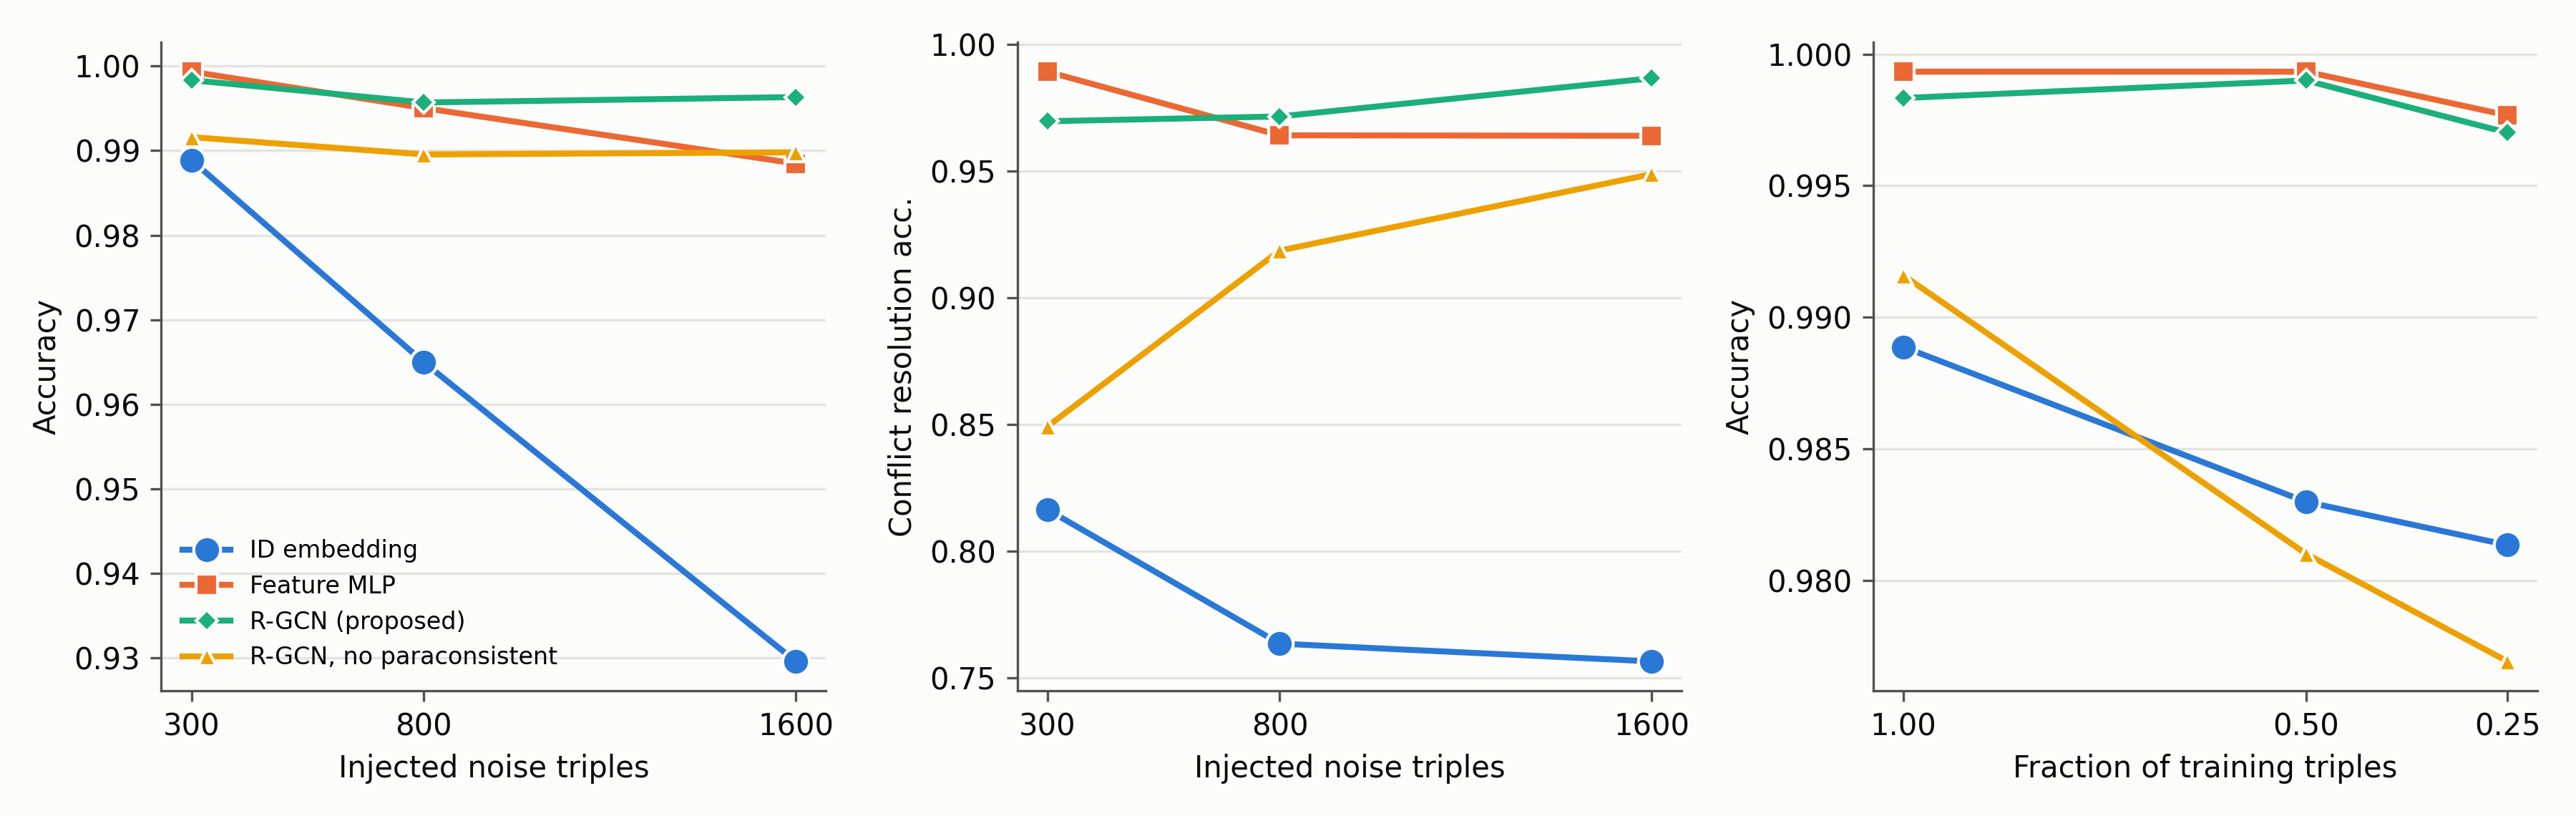 Accuracy
1.00
0.99
0.98
0.97
0.96
0.95
0.94
0.93
ID embedding
Feature MLP
R-GCN (proposed)
R-GCN, no paraconsistent
300 800 1600
Injected noise triples
Conflict resolution acc.
1.00
0.95
0.90
0.85
0.80
0.75
300 800 1600
Injected noise triples
Accuracy
1.000
0.995
0.990
0.985
0.980
1.00 0.50 0.25
Fraction of training triples